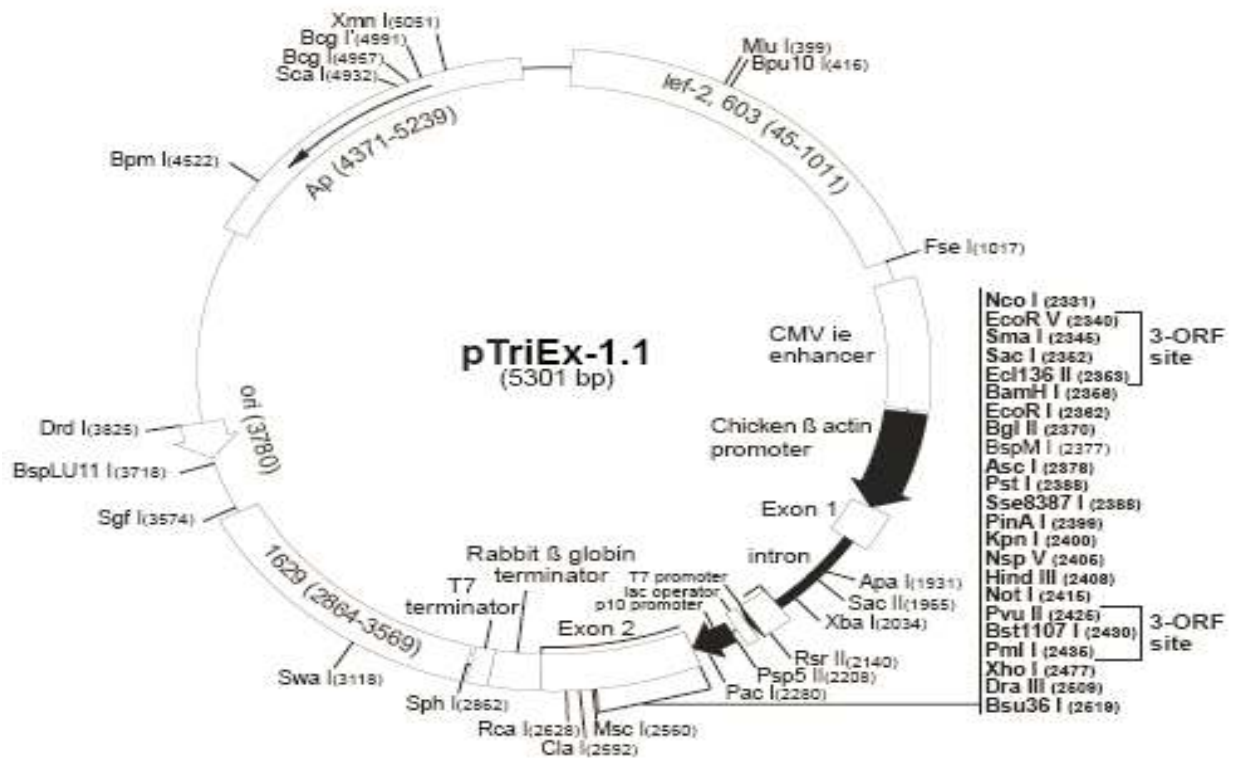 Xmn I(5051)
Bcg I'(4991)
Bcg I(4957)
Sca I(4932)
Mlu I(399)
Bpu10 I(416)
lef-2, 603 (45-1011)
Ap (4371-5239)
Bpm I(4522)
Fse I(1017)
Nco I (2331)
EcoR V (2340)
Sma I (2345)
Sac I (2352)
Ecl136 II (2353)
3-ORF
site
CMV ie
enhancer
pTriEx-1.1
(5301 bp)
BamH I (2356)
EcoR I (2362)
Bgl II (2370)
BspM I (2377)
Asc I (2378)
Pst I (2388)
Sse8387 I (2388)
PinA I (2399)
Kpn I (2400)
Nsp V (2405)
Hind III (2408)
Not I (2415)
Pvu II (2425)
Bst1107 I (2430)
Pml I (2436)
3-ORF
site
Xho I (2477)
Dra III (2509)
Bsu36 I (2519)
Chicken ß actin
promoter
ori (3780)
Drd I(3825)
BspLU11 I(3718)
Sgf I(3574)
Exon 1
intron
Rabbit ß globin
terminator
T7 promoter
lac operator
p10 promoter
Apa I(1931)
Sac II(1955)
Xba I(2034)
T7
terminator
1629 (2864-3569)
Exon 2
Rsr II(2140)
Psp5 II(2208)
Pac I(2280)
Swa I(3118)
Sph I(2852)
Rca I(2628)
Msc I(2560)
Cla I(2592)